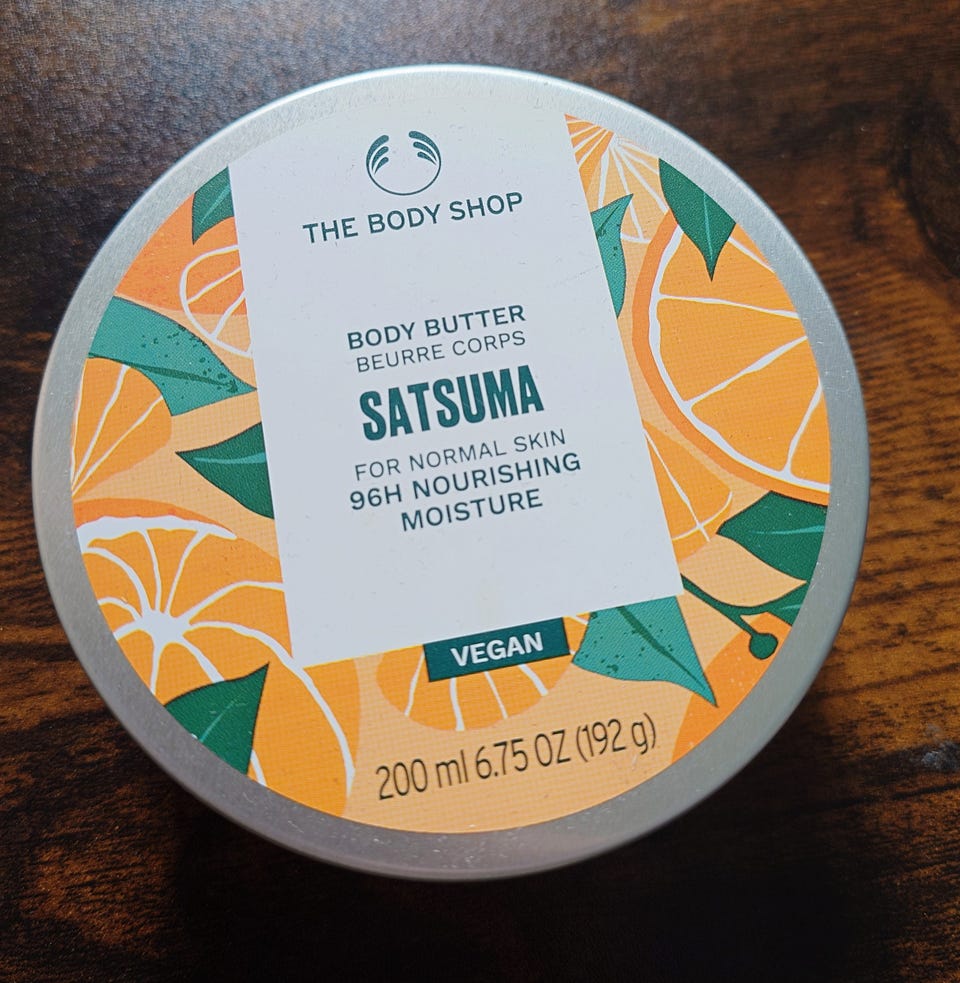 THE BODY SHOP
BODY BUTTER
BEURRE CORPS
SATSUMA
FOR NORMAL SKIN
96H NOURISHING
MOISTURE
VEGAN
200 ml 6.75 OZ (192 g)